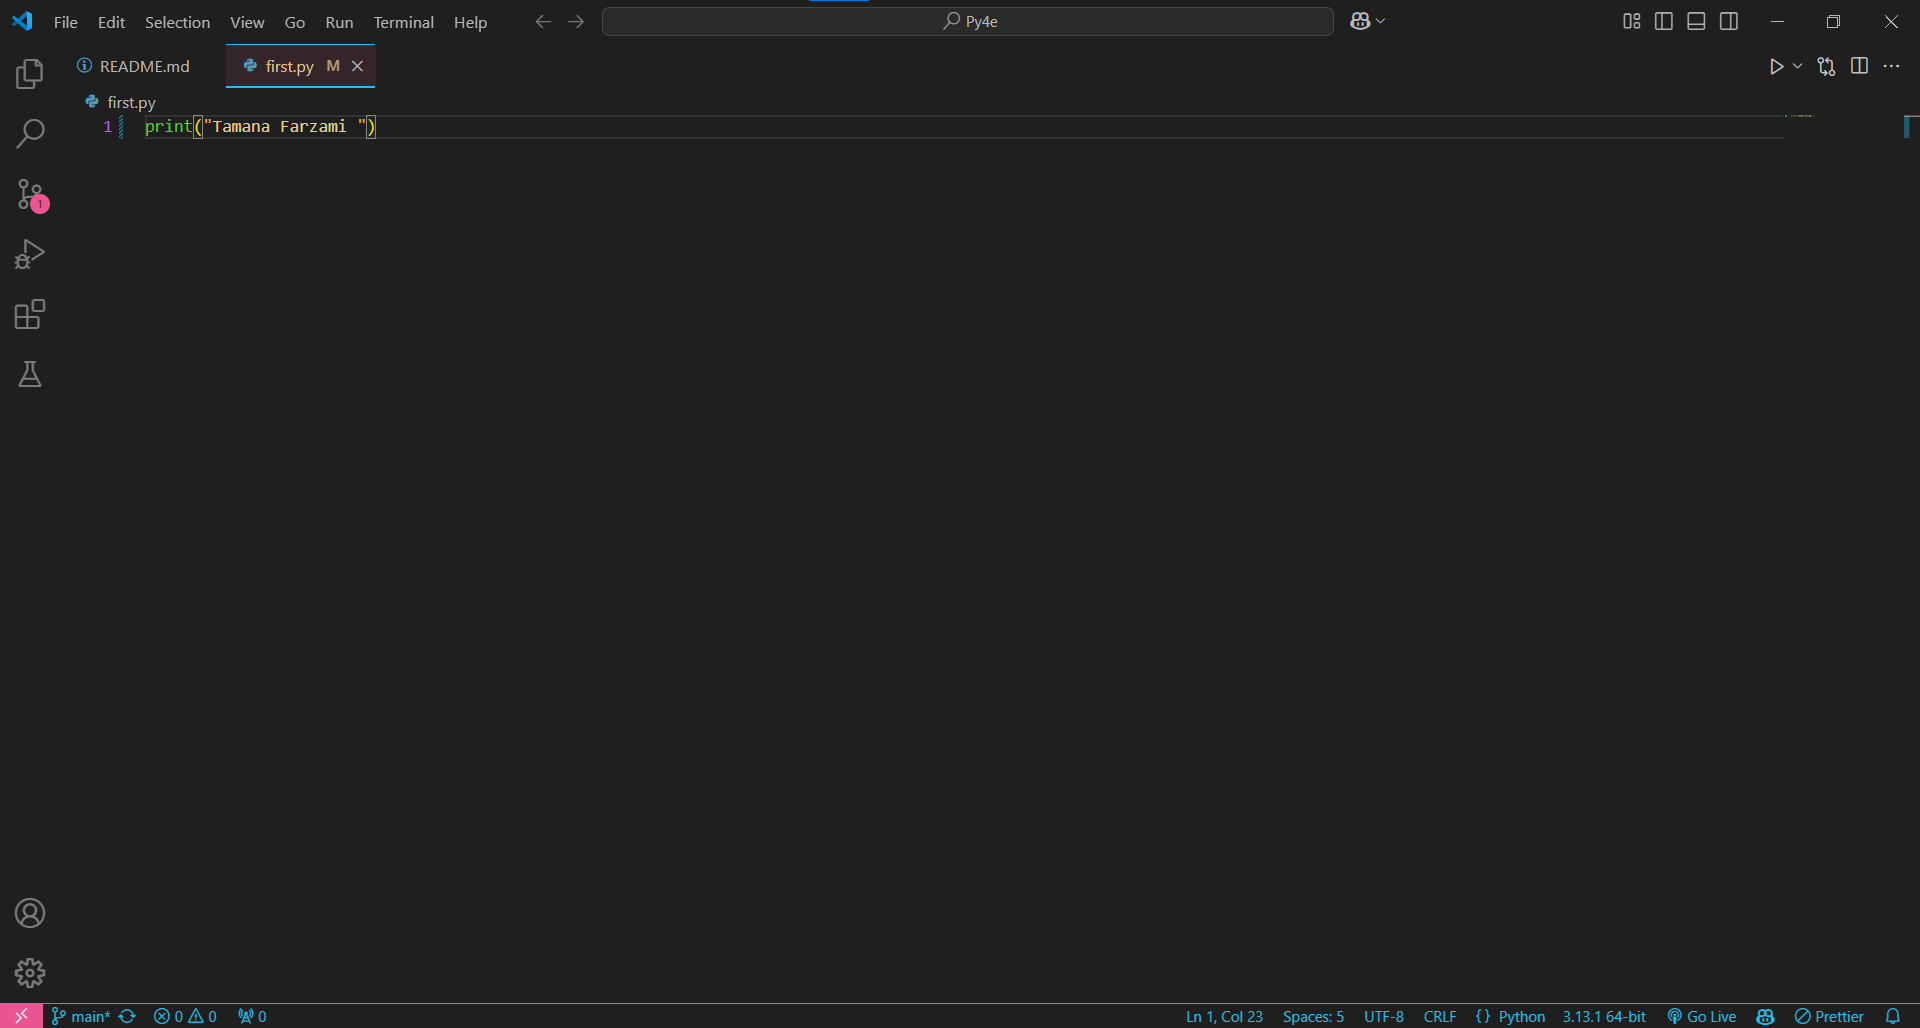 File Edit Selection View Go Run Terminal Help Py4e
README.md first.py M
first.py
1 print("Tamana Farzami ")
1
main* 0 0 0 Ln 1, Col 23 Spaces: 5 UTF-8 CRLF {} Python 3.13.1 64-bit Go Live Prettier